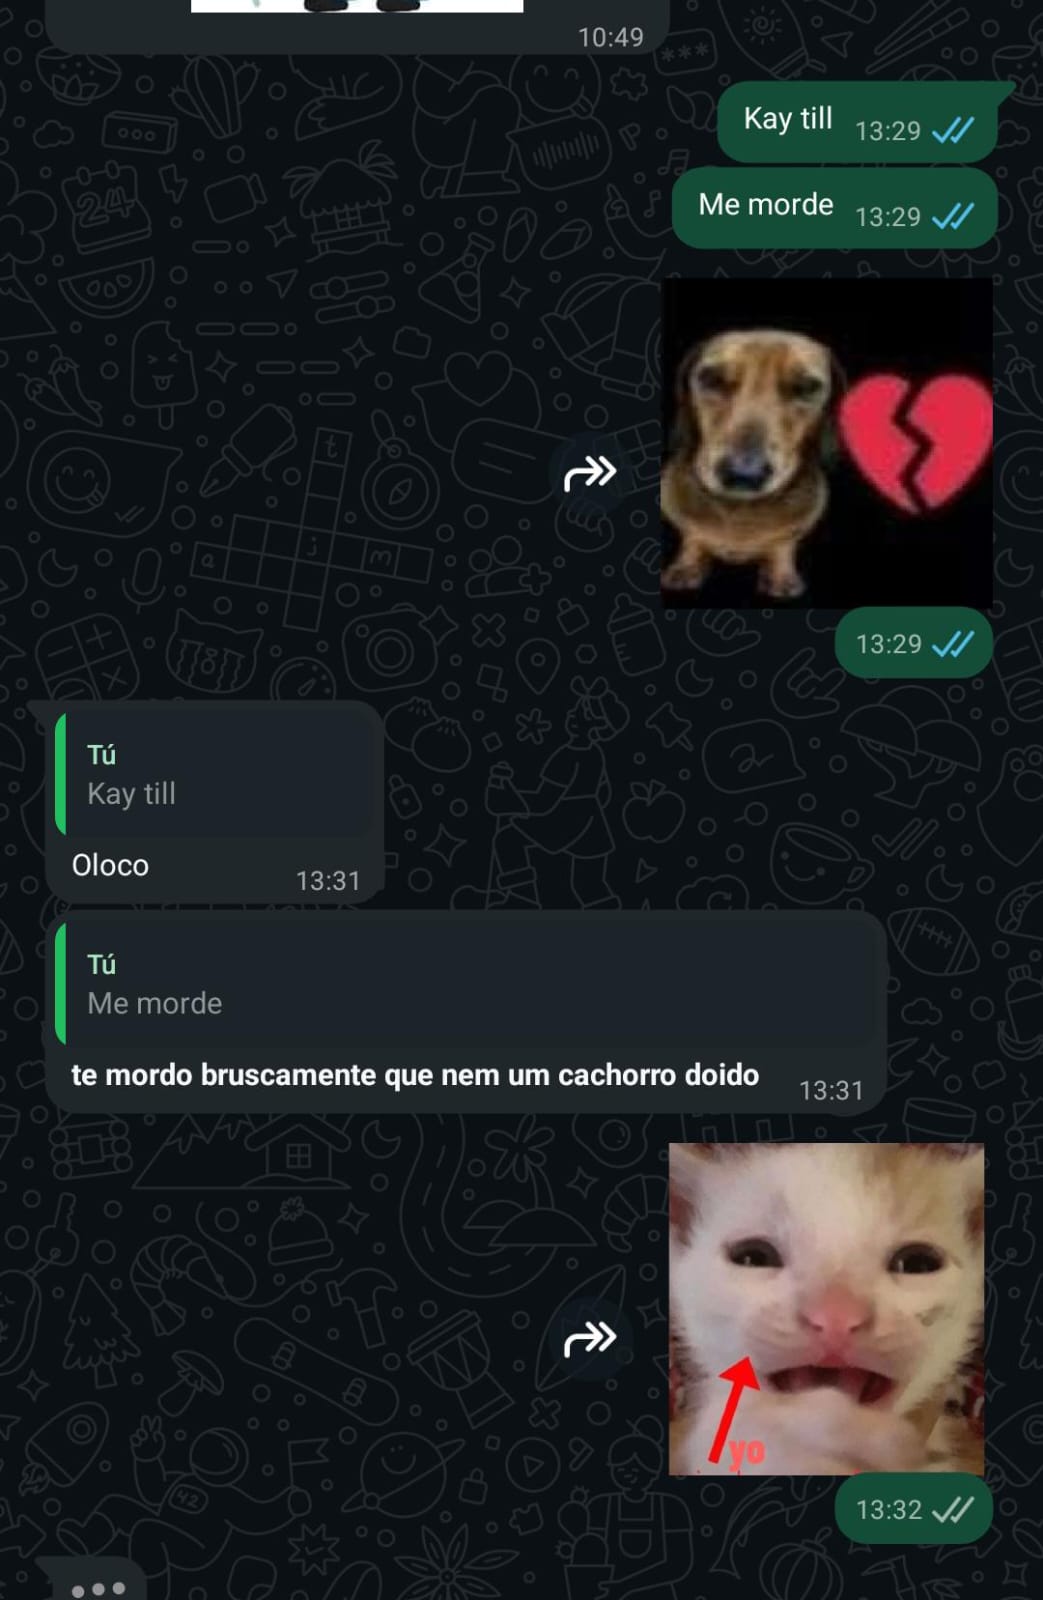 10:49
Kay till 13:29
Me morde 13:29
13:29
Tú
Kay till
Oloco 13:31
Tú
Me morde
te mordo bruscamente que nem um cachorro doido 13:31
yo
13:32